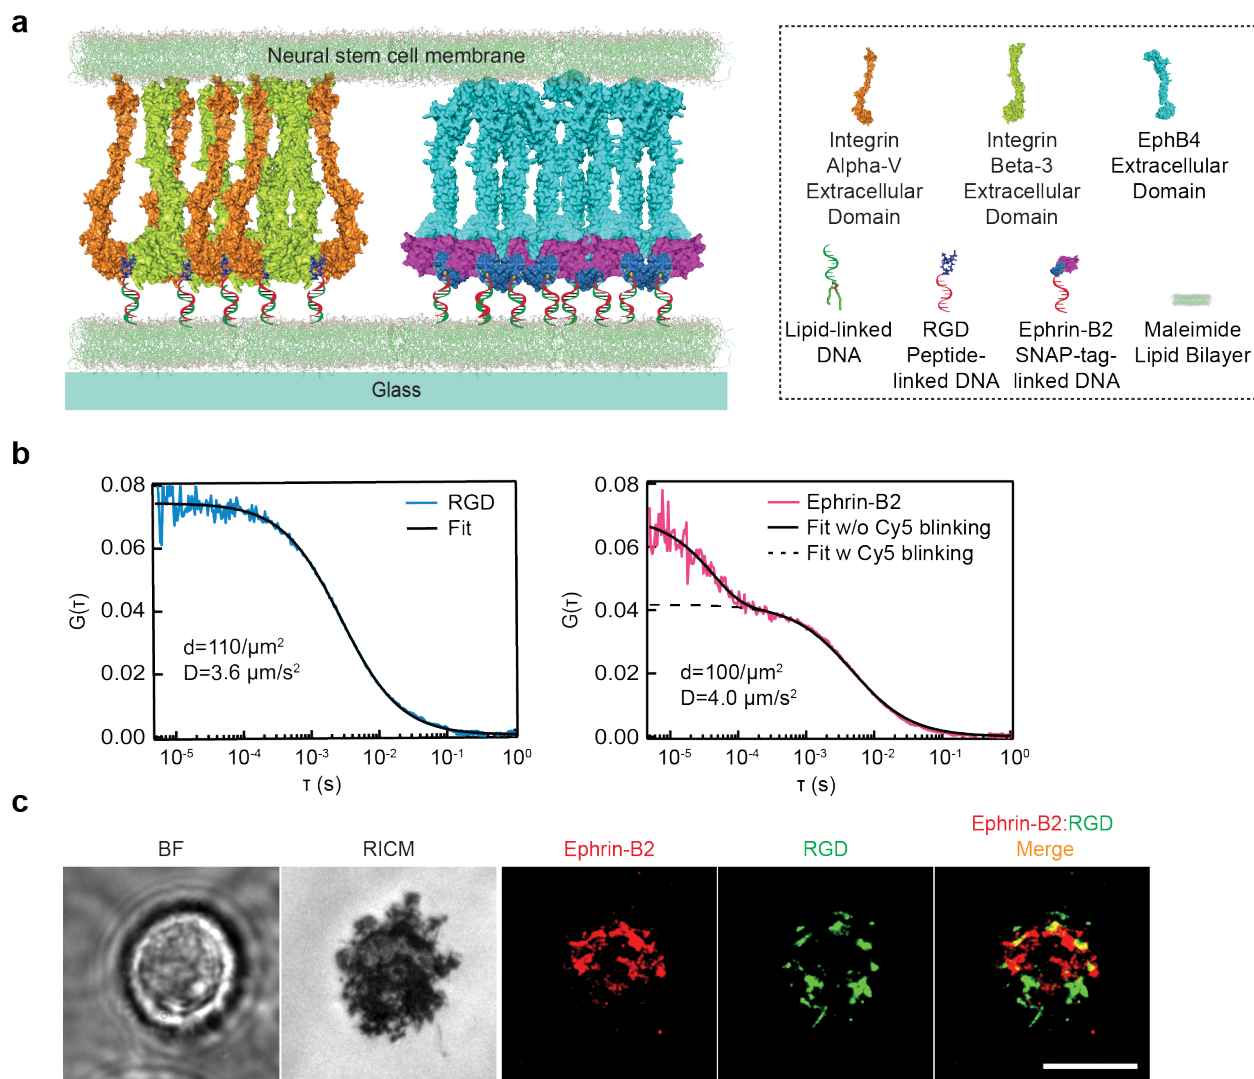 a
Neural stem cell membrane
Glass
Integrin
Alpha-V
Extracellular
Domain
Integrin
Beta-3
Extracellular
Domain
EphB4
Extracellular
Domain
Lipid-linked
DNA
RGD
Peptide-
linked DNA
Ephrin-B2
SNAP-tag-
linked DNA
Maleimide
Lipid Bilayer
b
0.08
0.06
0.04
0.02
0.00
G(τ)
RGD
Fit
d=110/µm²
D=3.6 µm/s²
10⁻⁵ 10⁻⁴ 10⁻³ 10⁻² 10⁻¹ 10⁰
τ (s)
0.08
0.06
0.04
0.02
0.00
G(τ)
Ephrin-B2
Fit w/o Cy5 blinking
Fit w Cy5 blinking
d=100/µm²
D=4.0 µm/s²
10⁻⁵ 10⁻⁴ 10⁻³ 10⁻² 10⁻¹ 10⁰
τ (s)
c
BF
RICM
Ephrin-B2
RGD
Ephrin-B2:RGD
Merge